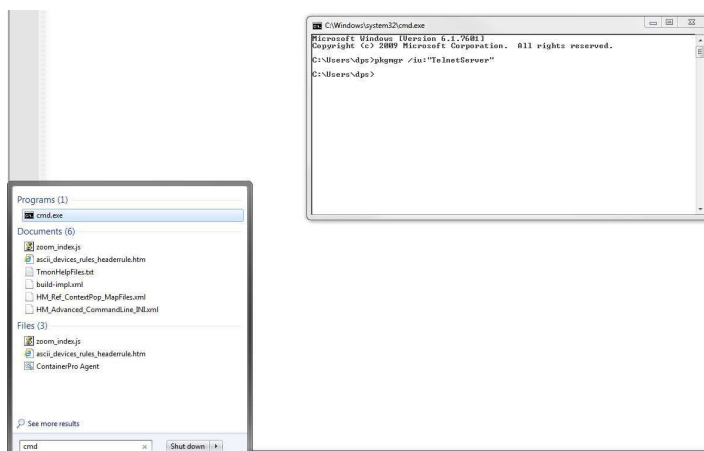 C:\Windows\system32\cmd.exe
Microsoft Windows [Version 6.1.7601]
Copyright (c) 2009 Microsoft Corporation.  All rights reserved.
C:\Users\dps>pkgmgr /iu:"TelnetServer"
C:\Users\dps>
Programs (1)
cmd.exe
Documents (6)
zoom_index.js
ascii_devices_rules_headerrule.htm
TmonHelpFiles.txt
build-impl.xml
HM_Ref_ContextPop_MapFiles.xml
HM_Advanced_CommandLine_INI.xml
Files (3)
zoom_index.js
ascii_devices_rules_headerrule.htm
ContainerPro Agent
See more results
cmd
Shut down